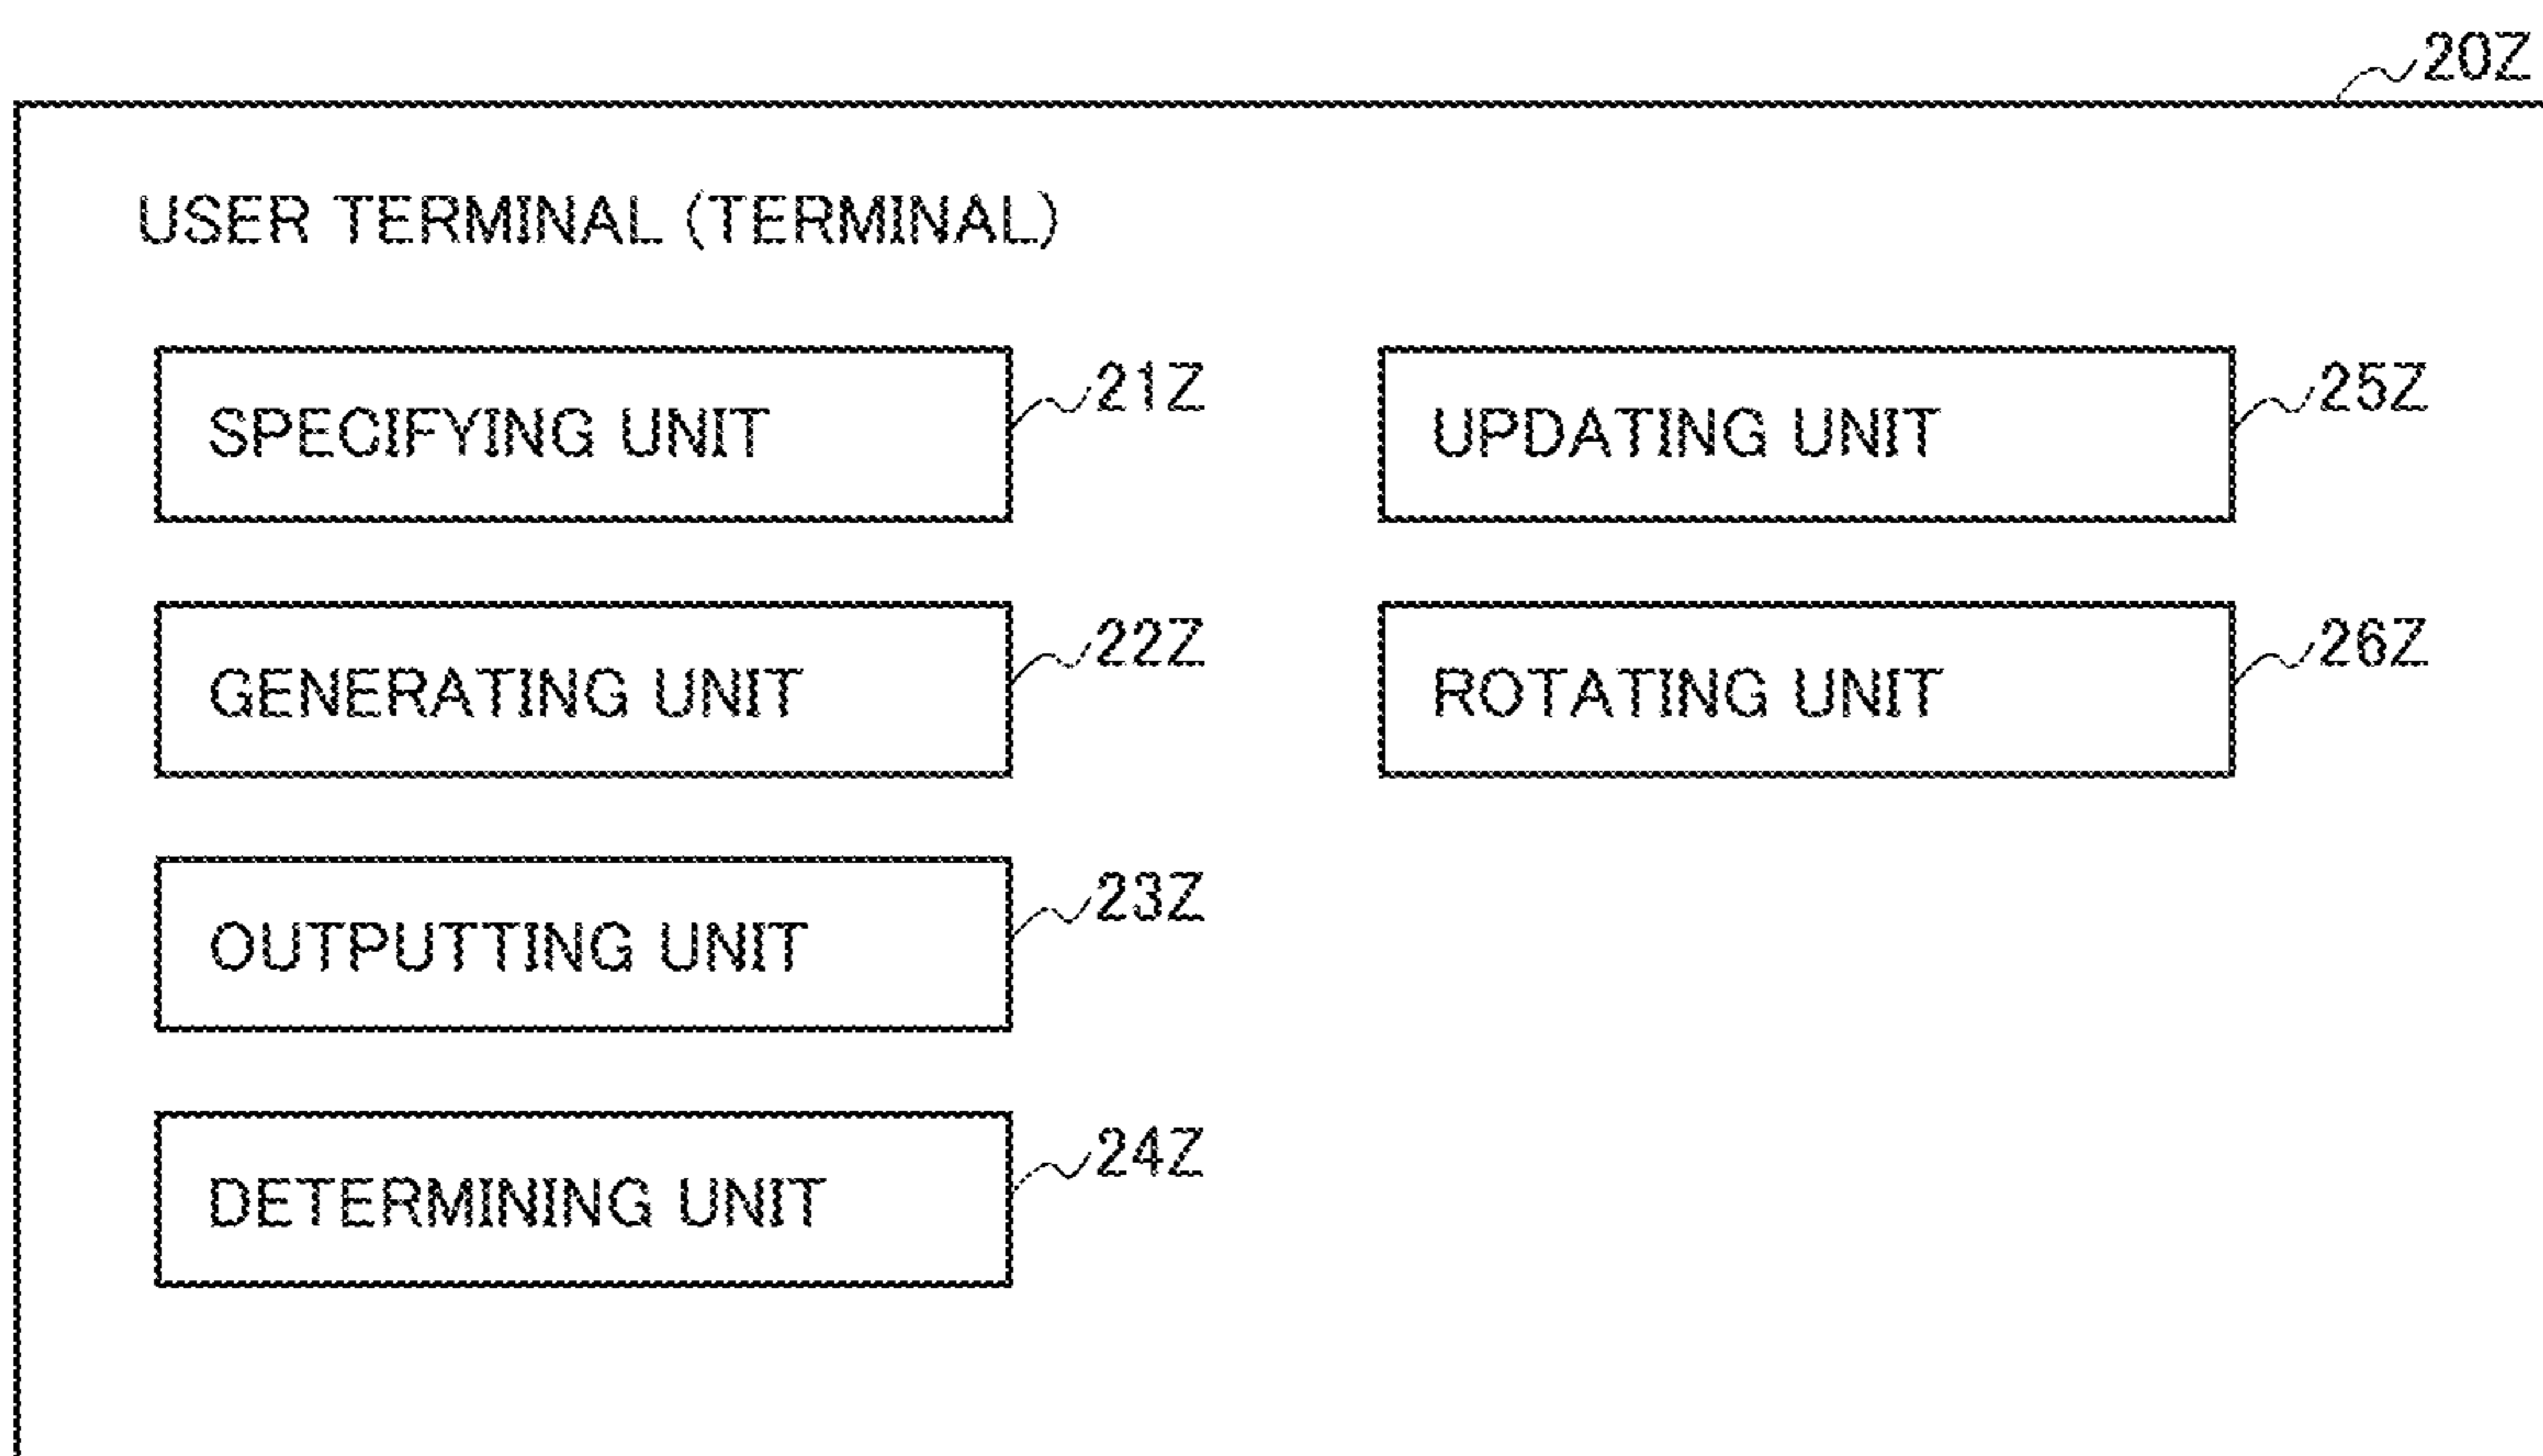 20Z
USER TERMINAL (TERMINAL)
SPECIFYING UNIT
21Z
GENERATING UNIT
22Z
OUTPUTTING UNIT
23Z
DETERMINING UNIT
24Z
UPDATING UNIT
25Z
ROTATING UNIT
26Z